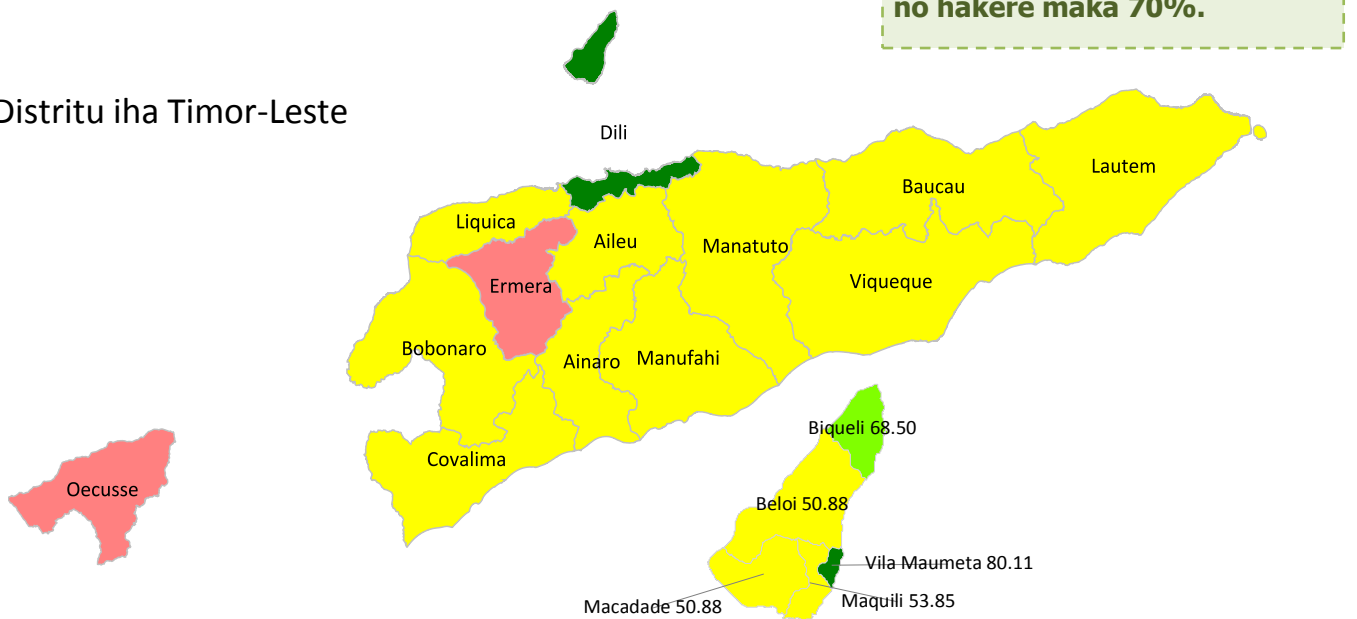 no hakere maka 70%.
Distritu iha Timor-Leste
Dili
Lautem
Baucau
Liquica
Aileu
Manatuto
Viqueque
Ermera
Bobonaro
Ainaro
Manufahi
Covalima
Oecusse
Biqueli 68.50
Beloi 50.88
Vila Maumeta 80.11
Maquili 53.85
Macadade 50.88